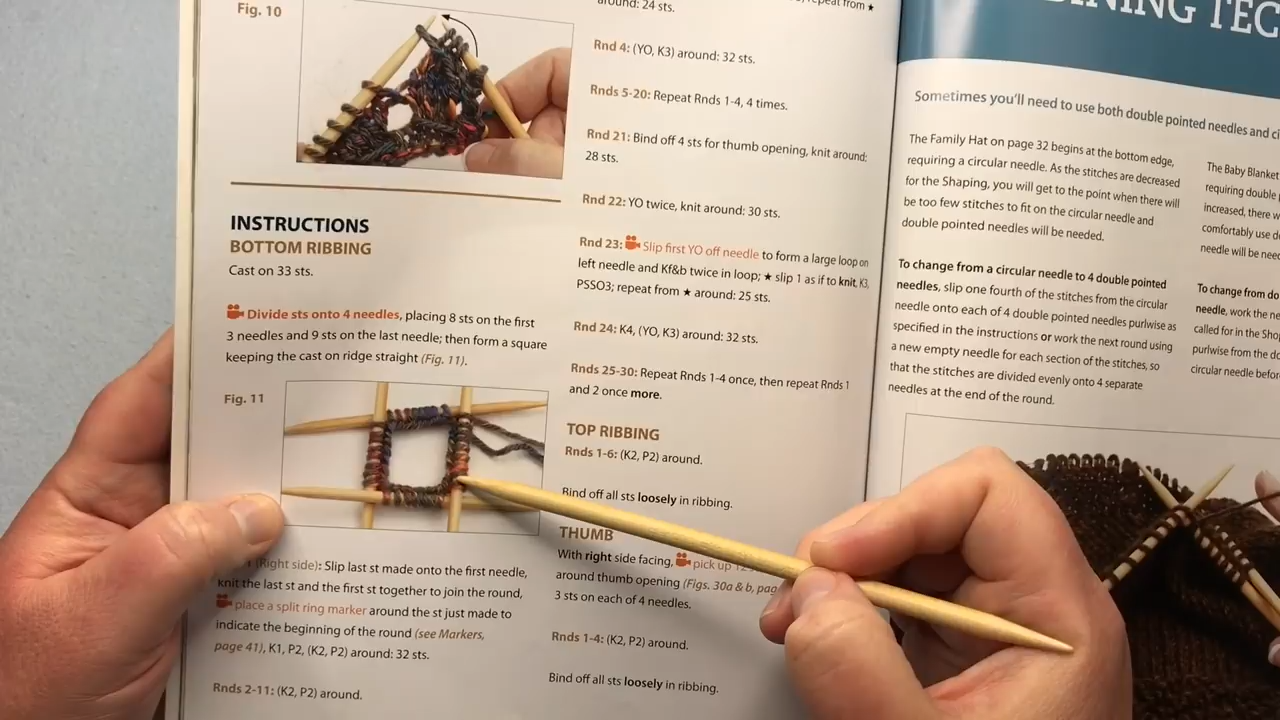 Fig. 10
INSTRUCTIONS
BOTTOM RIBBING
Cast on 33 sts.
Divide sts onto 4 needles, placing 8 sts on the first
3 needles and 9 sts on the last needle; then form a square
keeping the cast on ridge straight (Fig. 11).
Fig. 11
(Right side): Slip last st made onto the first needle,
knit the last st and the first st together to join the round,
place a split ring marker around the st just made to
indicate the beginning of the round (see Markers,
page 41), K1, P2, (K2, P2) around: 32 sts.
Rnds 2-11: (K2, P2) around.
repeat from ★
around: 24 sts.
Rnd 4: (YO, K3) around: 32 sts.
Rnds 5-20: Repeat Rnds 1-4, 4 times.
Rnd 21: Bind off 4 sts for thumb opening, knit around:
28 sts.
Rnd 22: YO twice, knit around: 30 sts.
Rnd 23: Slip first YO off needle to form a large loop on
left needle and Kf&b twice in loop; ★ slip 1 as if to knit, K3,
PSSO3; repeat from ★ around: 25 sts.
Rnd 24: K4, (YO, K3) around: 32 sts.
Rnds 25-30: Repeat Rnds 1-4 once, then repeat Rnds 1
and 2 once more.
TOP RIBBING
Rnds 1-6: (K2, P2) around.
Bind off all sts loosely in ribbing.
THUMB
With right side facing, pick up
around thumb opening (Figs. 30a & b,
3 sts on each of 4 needles.
Rnds 1-4: (K2, P2) around.
Bind off all sts loosely in ribbing.
Sometimes you'll need to use both double pointed needles and
The Family Hat on page 32 begins at the bottom edge,
requiring a circular needle. As the stitches are decreased
for the Shaping, you will get to the point when there will
be too few stitches to fit on the circular needle and
double pointed needles will be needed.
To change from a circular needle to 4 double pointed
needles, slip one fourth of the stitches from the circular
needle onto each of 4 double pointed needles purlwise as
specified in the instructions or work the next round using
a new empty needle for each section of the stitches, so
that the stitches are divided evenly onto 4 separate
needles at the end of the round.
The Baby Blanket
requiring double
increased, there
comfortably use
needle will be
To change from
needle, work the
called for in the
purlwise from the
circular needle